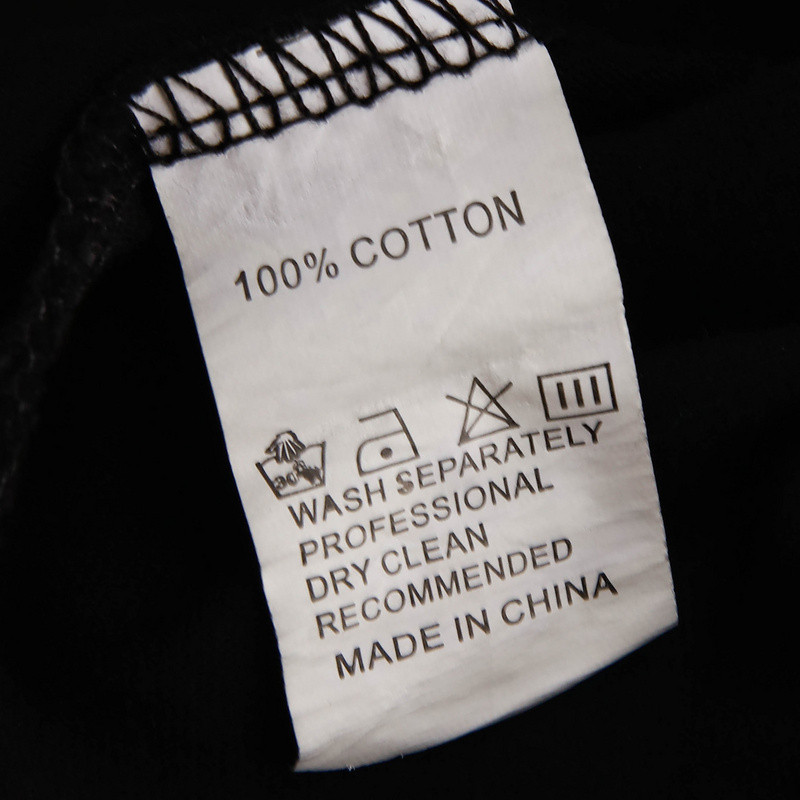 100% COTTON
WASH SEPARATELY
PROFESSIONAL
DRY CLEAN
RECOMMENDED
MADE IN CHINA